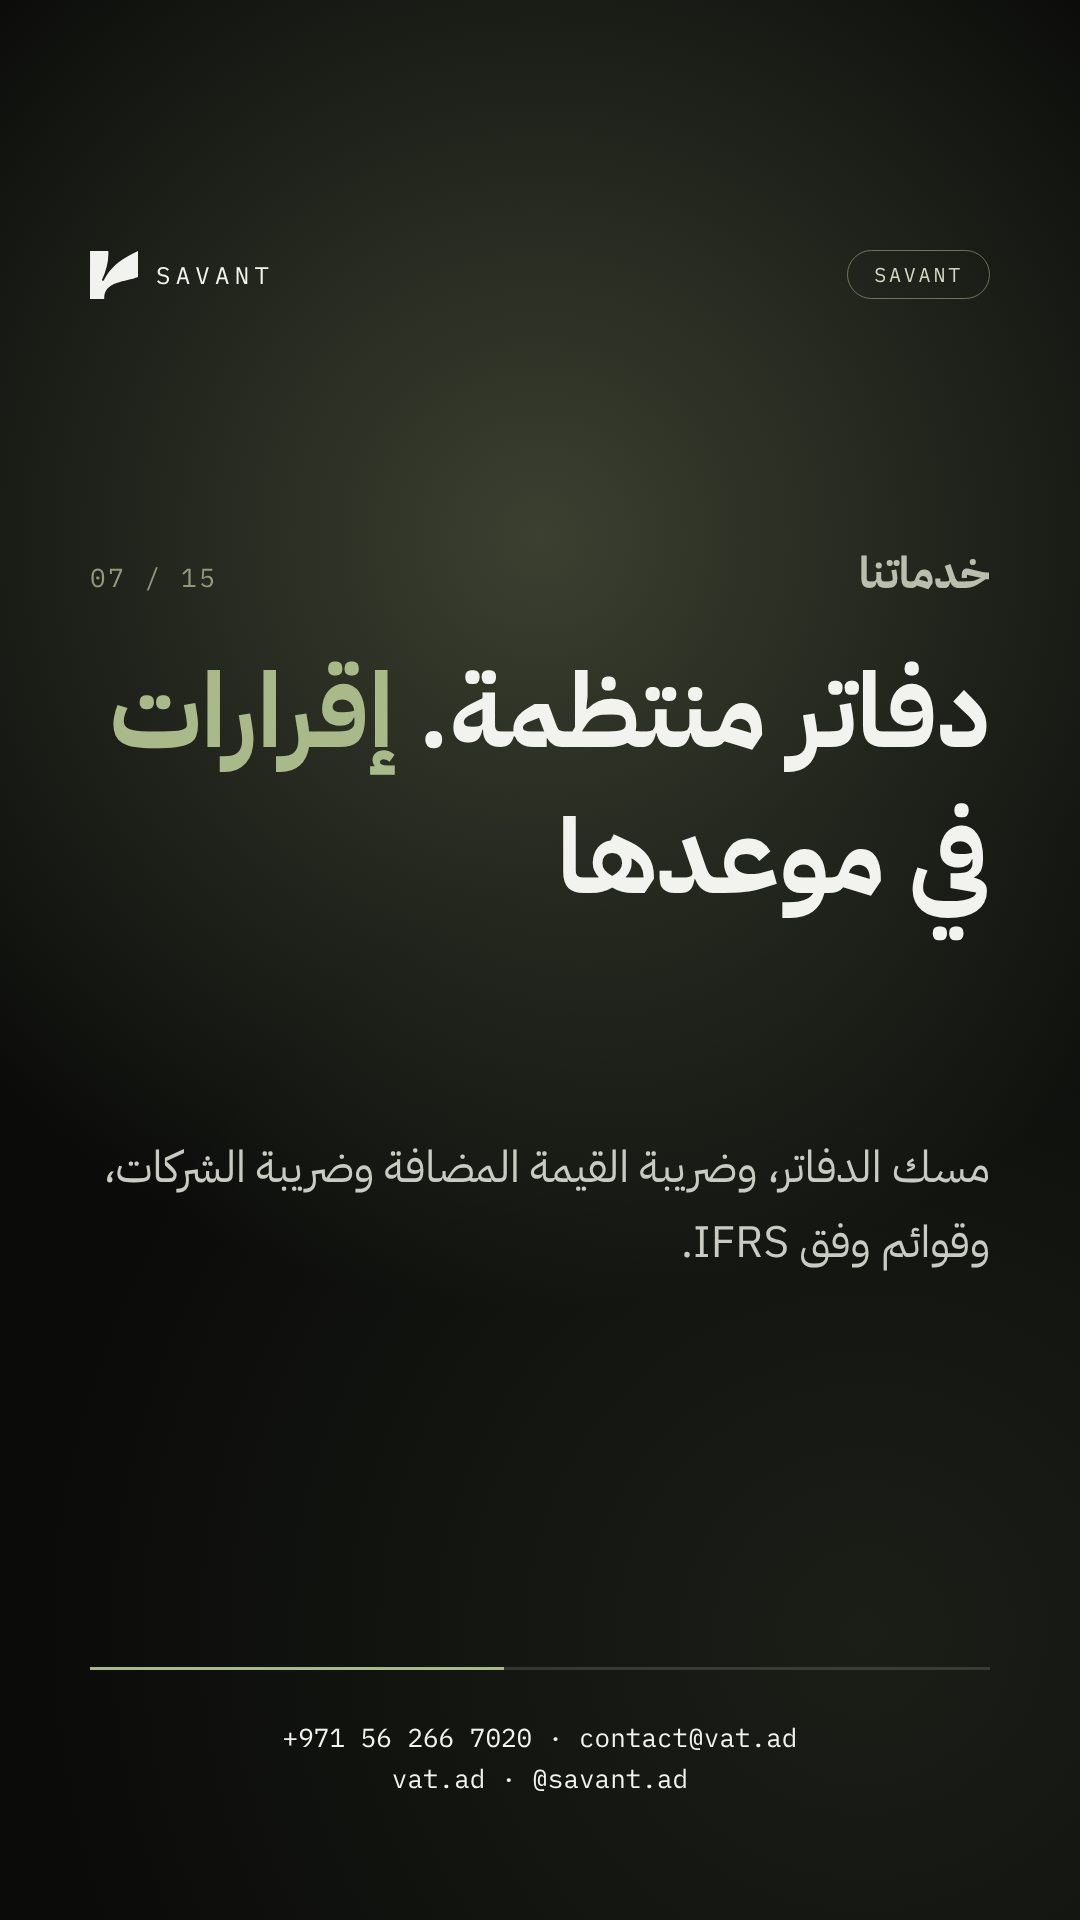 SAVANT
SAVANT
خدماتنا
07 / 15
دفاتر منتظمة. إقرارات
في موعدها
مسك الدفاتر، وضريبة القيمة المضافة وضريبة الشركات،
وقوائم وفق IFRS.
+971 56 266 7020 · contact@vat.ad
vat.ad · @savant.ad